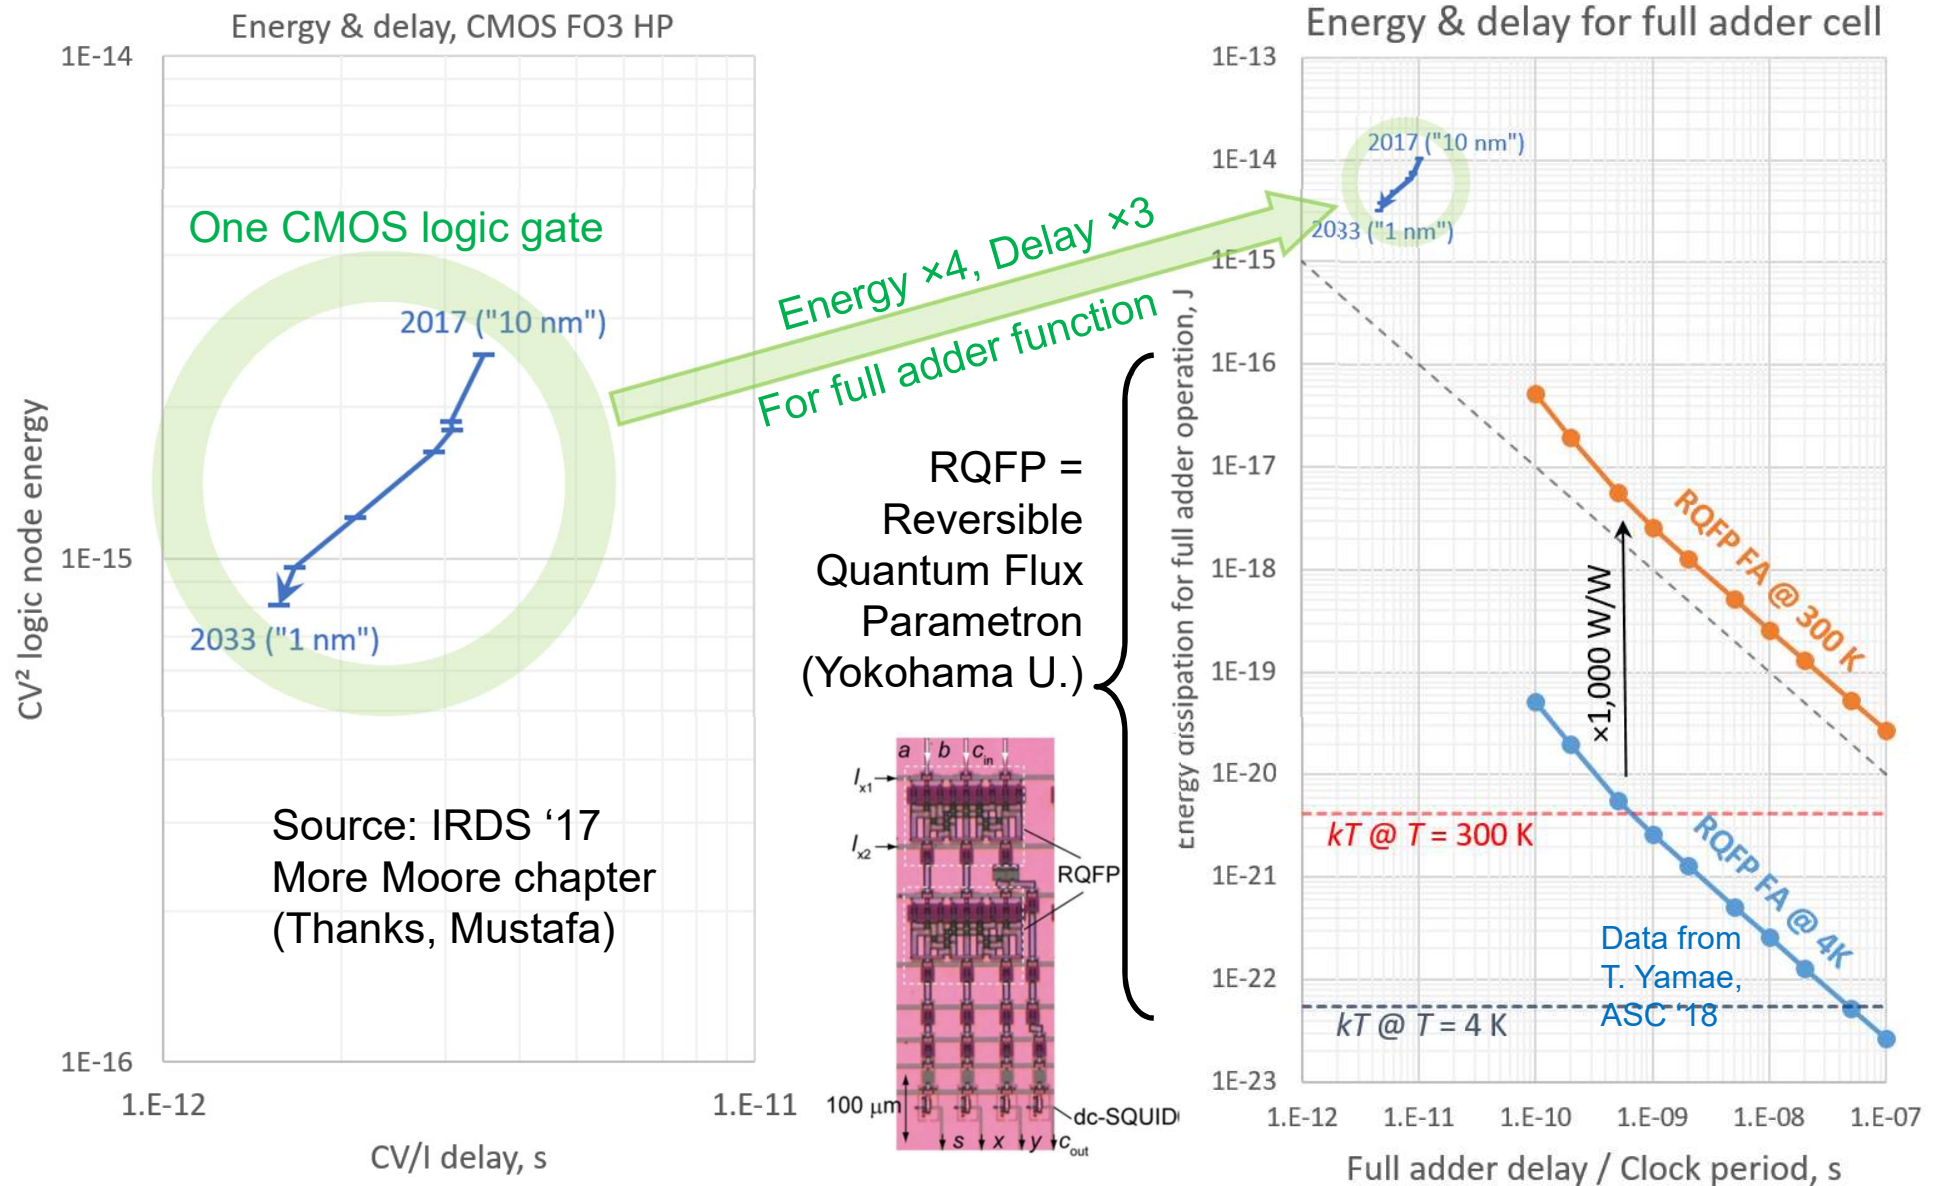 Energy & delay, CMOS FO3 HP
1E-14
One CMOS logic gate
2017 ("10 nm")
1E-15
2033 ("1 nm")
CV² logic node energy
Source: IRDS ‘17
More Moore chapter
(Thanks, Mustafa)
1E-16
1.E-12
1.E-11
CV/I delay, s
Energy ×4, Delay ×3
For full adder function
RQFP =
Reversible
Quantum Flux
Parametron
(Yokohama U.)
a b c in
I x1
I x2
RQFP
100 µm
dc-SQUID
s x y c out
Energy & delay for full adder cell
1E-13
2017 ("10 nm")
1E-14
2033 ("1 nm")
1E-15
1E-16
1E-17
1E-18
1E-19
1E-20
1E-21
1E-22
1E-23
Energy dissipation for full adder operation, J
RQFP FA @ 300 K
×1,000 W/W
kT @ T = 300 K
RQFP FA @ 4K
Data from
T. Yamae,
ASC ‘18
kT @ T = 4 K
1.E-12
1.E-11
1.E-10
1.E-09
1.E-08
1.E-07
Full adder delay / Clock period, s